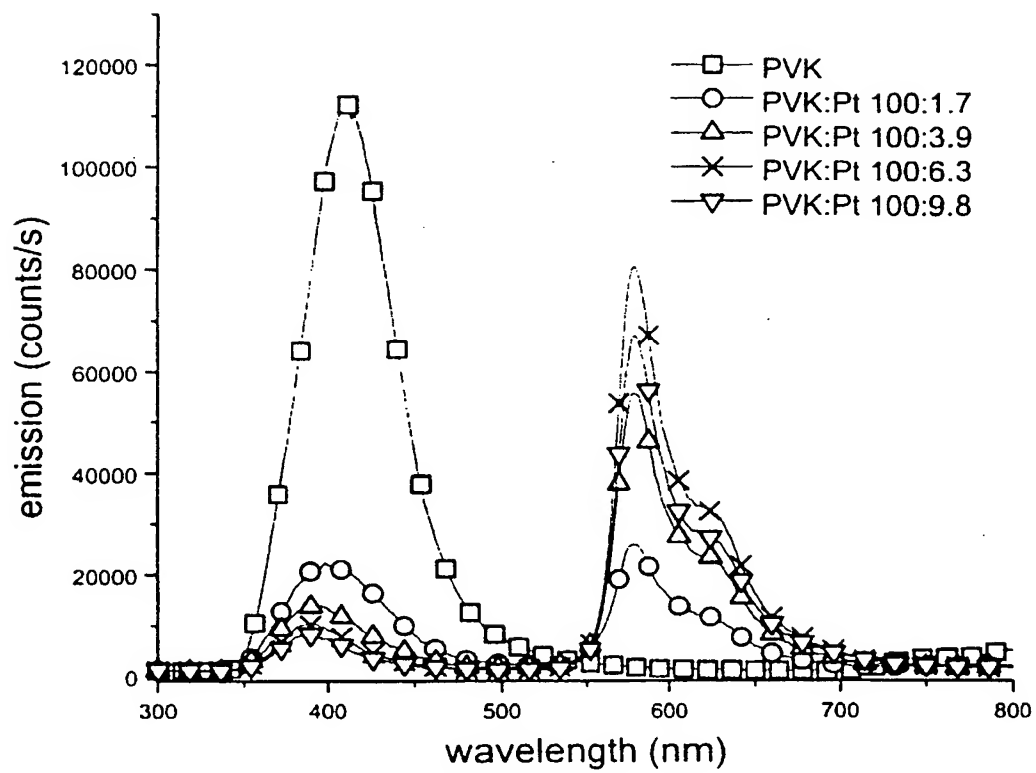 120000
100000
80000
60000
40000
20000
0
emission (counts/s)
PVK
PVK:Pt 100:1.7
PVK:Pt 100:3.9
PVK:Pt 100:6.3
PVK:Pt 100:9.8
300 400 500 600 700 800
wavelength (nm)